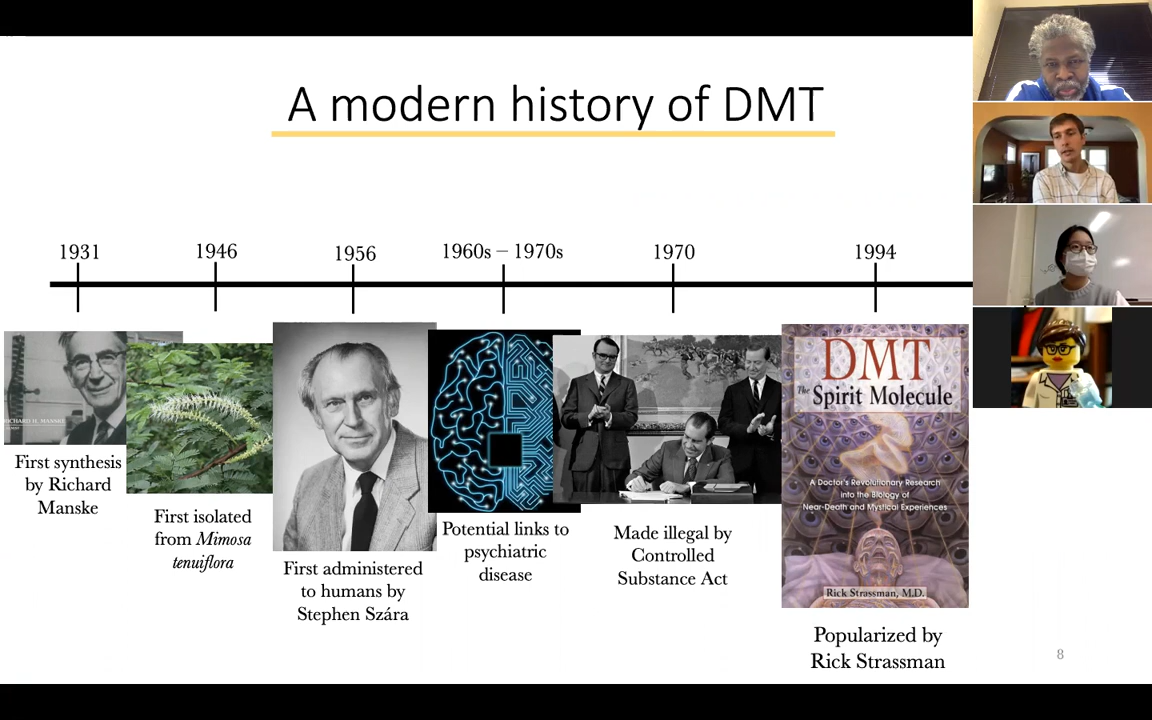 A modern history of DMT
1931
1946
1956
1960s – 1970s
1970
1994
RICHARD H. MANSKE
First synthesis
by Richard
Manske
First isolated
from Mimosa
tenuiflora
First administered
to humans by
Stephen Szára
Potential links to
psychiatric
disease
Made illegal by
Controlled
Substance Act
DMT
The Spirit Molecule
A Doctor's Revolutionary Research
into the Biology of
Near-Death and Mystical Experiences
Rick Strassman, M.D.
Popularized by
Rick Strassman
8